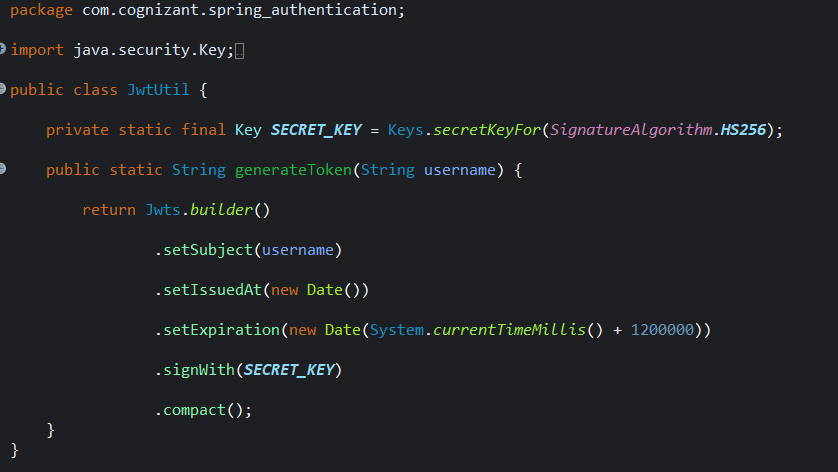 package com.cognizant.spring_authentication;
import java.security.Key;
public class JwtUtil {
private static final Key SECRET_KEY = Keys.secretKeyFor(SignatureAlgorithm.HS256);
public static String generateToken(String username) {
return Jwts.builder()
.setSubject(username)
.setIssuedAt(new Date())
.setExpiration(new Date(System.currentTimeMillis() + 1200000))
.signWith(SECRET_KEY)
.compact();
}
}